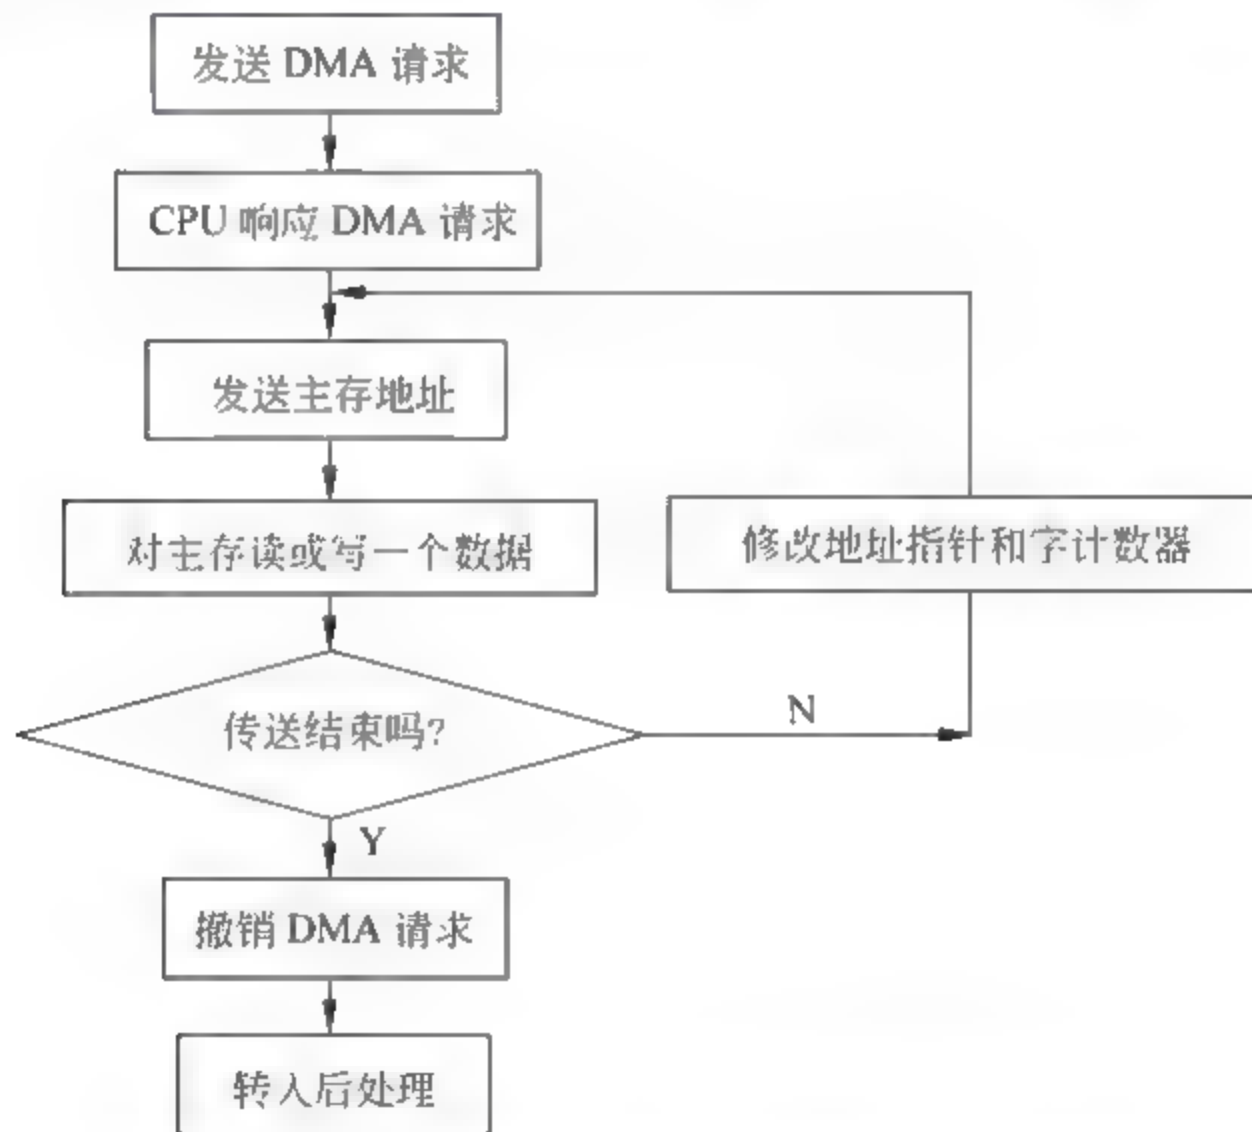 发送 DMA 请求
CPU 响应 DMA 请求
发送主存地址
对主存读或写一个数据
修改地址指针和字计数器
传送结束吗?
N
Y
撤销 DMA 请求
转入后处理